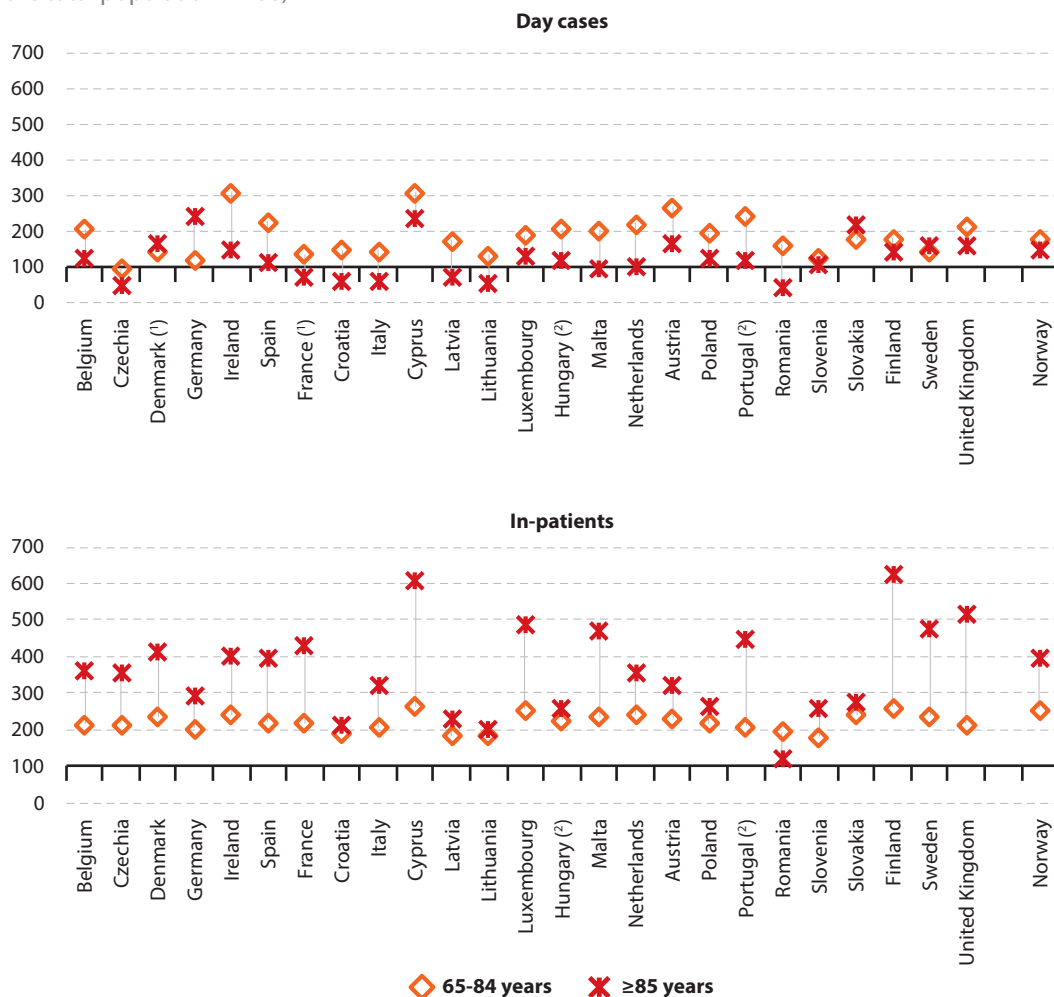 Day cases
700
600
500
400
300
200
100
0
Belgium
Czechia
Denmark (¹)
Germany
Ireland
Spain
France (¹)
Croatia
Italy
Cyprus
Latvia
Lithuania
Luxembourg
Hungary (²)
Malta
Netherlands
Austria
Poland
Portugal (²)
Romania
Slovenia
Slovakia
Finland
Sweden
United Kingdom
Norway
In-patients
700
600
500
400
300
200
100
0
Belgium
Czechia
Denmark
Germany
Ireland
Spain
France
Croatia
Italy
Cyprus
Latvia
Lithuania
Luxembourg
Hungary (²)
Malta
Netherlands
Austria
Poland
Portugal (²)
Romania
Slovenia
Slovakia
Finland
Sweden
United Kingdom
Norway
65-84 years
≥85 years